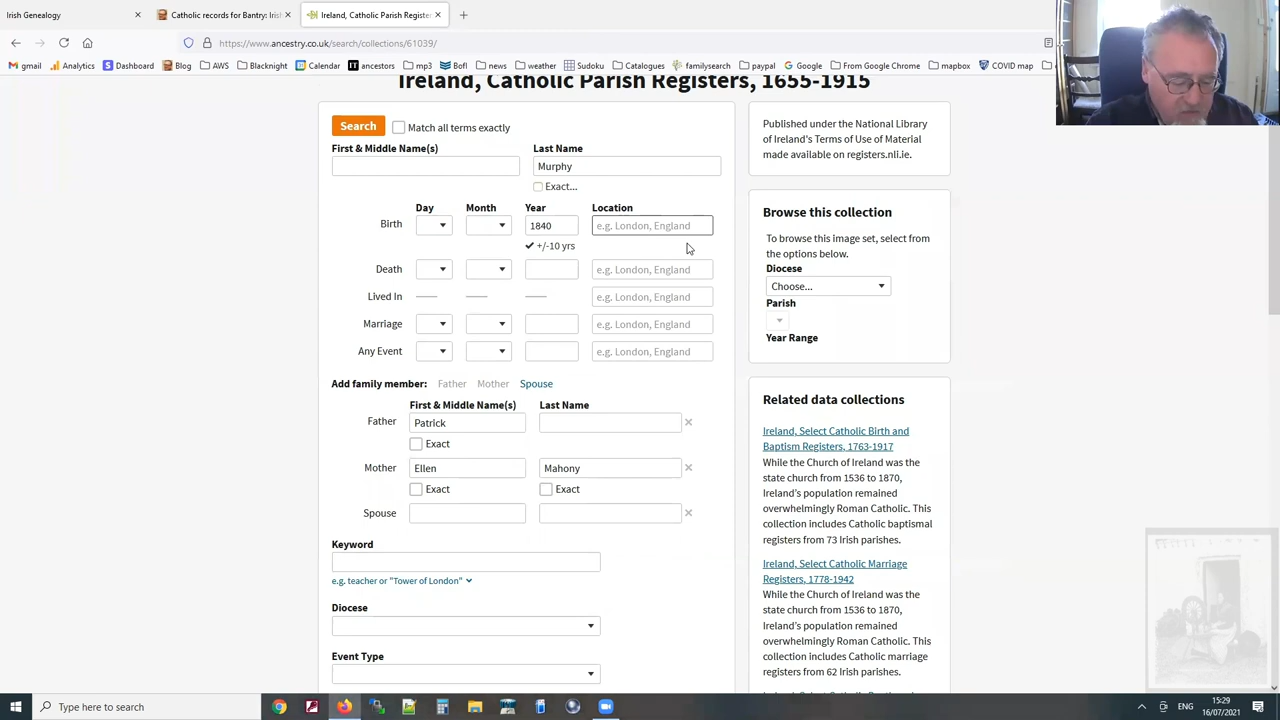 Irish Genealogy
Catholic records for Bantry: Iris
Ireland, Catholic Parish Register
https://www.ancestry.co.uk/search/collections/61039/
gmail Analytics Dashboard Blog AWS Blacknight Calendar ancestors mp3 BofI news weather Sudoku Catalogues familysearch paypal Google From Google Chrome mapbox COVID map
Ireland, Catholic Parish Registers, 1655-1915
Search Match all terms exactly
First & Middle Name(s) Last Name
Murphy
Exact...
Day Month Year Location
Birth 1840 e.g. London, England
+/-10 yrs
Death e.g. London, England
Lived In e.g. London, England
Marriage e.g. London, England
Any Event e.g. London, England
Add family member: Father Mother Spouse
First & Middle Name(s) Last Name
Father Patrick
Exact
Mother Ellen Mahony
Exact Exact
Spouse
Keyword
e.g. teacher or "Tower of London"
Diocese
Event Type
Published under the National Library
of Ireland's Terms of Use of Material
made available on registers.nli.ie.
Browse this collection
To browse this image set, select from
the options below.
Diocese
Choose...
Parish
Year Range
Related data collections
Ireland, Select Catholic Birth and
Baptism Registers, 1763-1917
While the Church of Ireland was the
state church from 1536 to 1870,
Ireland's population remained
overwhelmingly Roman Catholic. This
collection includes Catholic baptismal
registers from 73 Irish parishes.
Ireland, Select Catholic Marriage
Registers, 1778-1942
While the Church of Ireland was the
state church from 1536 to 1870,
Ireland's population remained
overwhelmingly Roman Catholic. This
collection includes Catholic marriage
registers from 62 Irish parishes.
Type here to search
ENG
15:29
16/07/2021